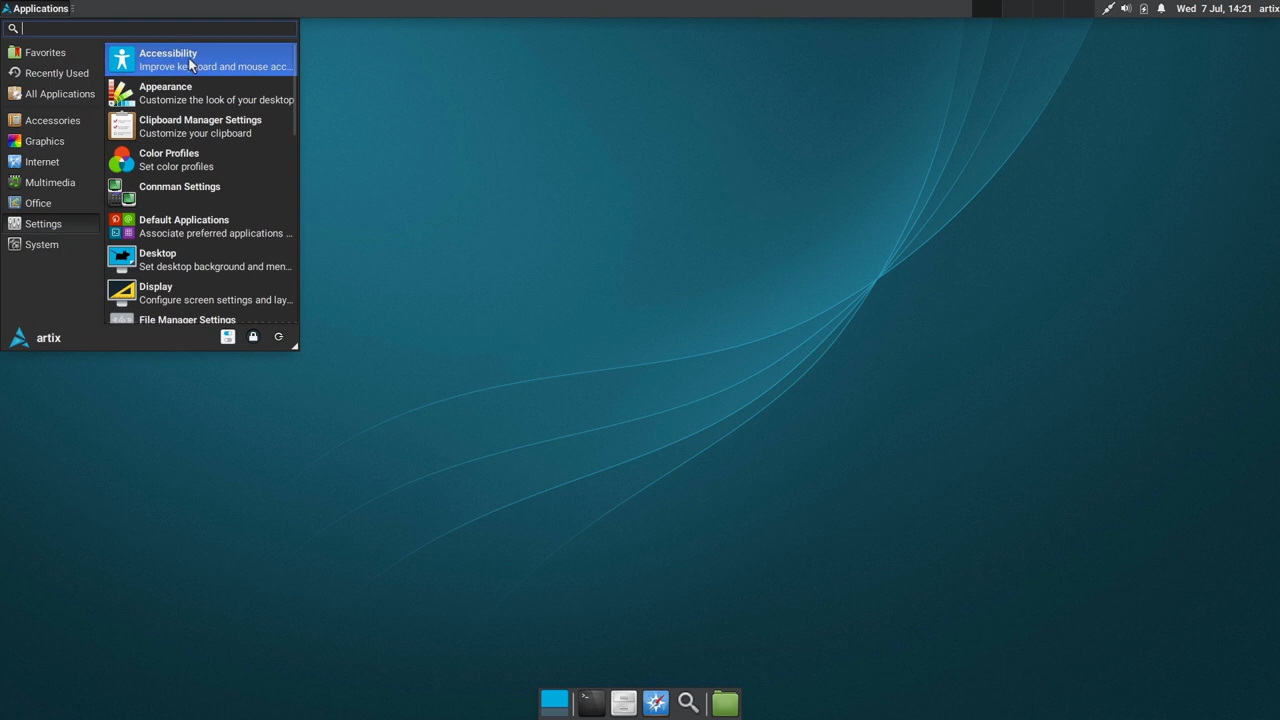 Applications
Wed 7 Jul, 14:21 artix
Favorites
Recently Used
All Applications
Accessories
Graphics
Internet
Multimedia
Office
Settings
System
Accessibility
Improve keyboard and mouse acc...
Appearance
Customize the look of your desktop
Clipboard Manager Settings
Customize your clipboard
Color Profiles
Set color profiles
Connman Settings
Default Applications
Associate preferred applications ...
Desktop
Set desktop background and men...
Display
Configure screen settings and lay...
File Manager Settings
artix